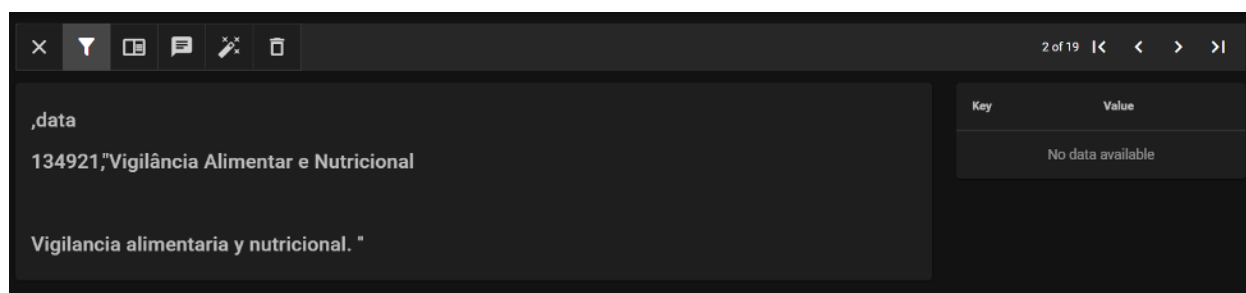 2 of 19
,data
134921,"Vigilância Alimentar e Nutricional
Vigilancia alimentaria y nutricional. "
Key Value
No data available